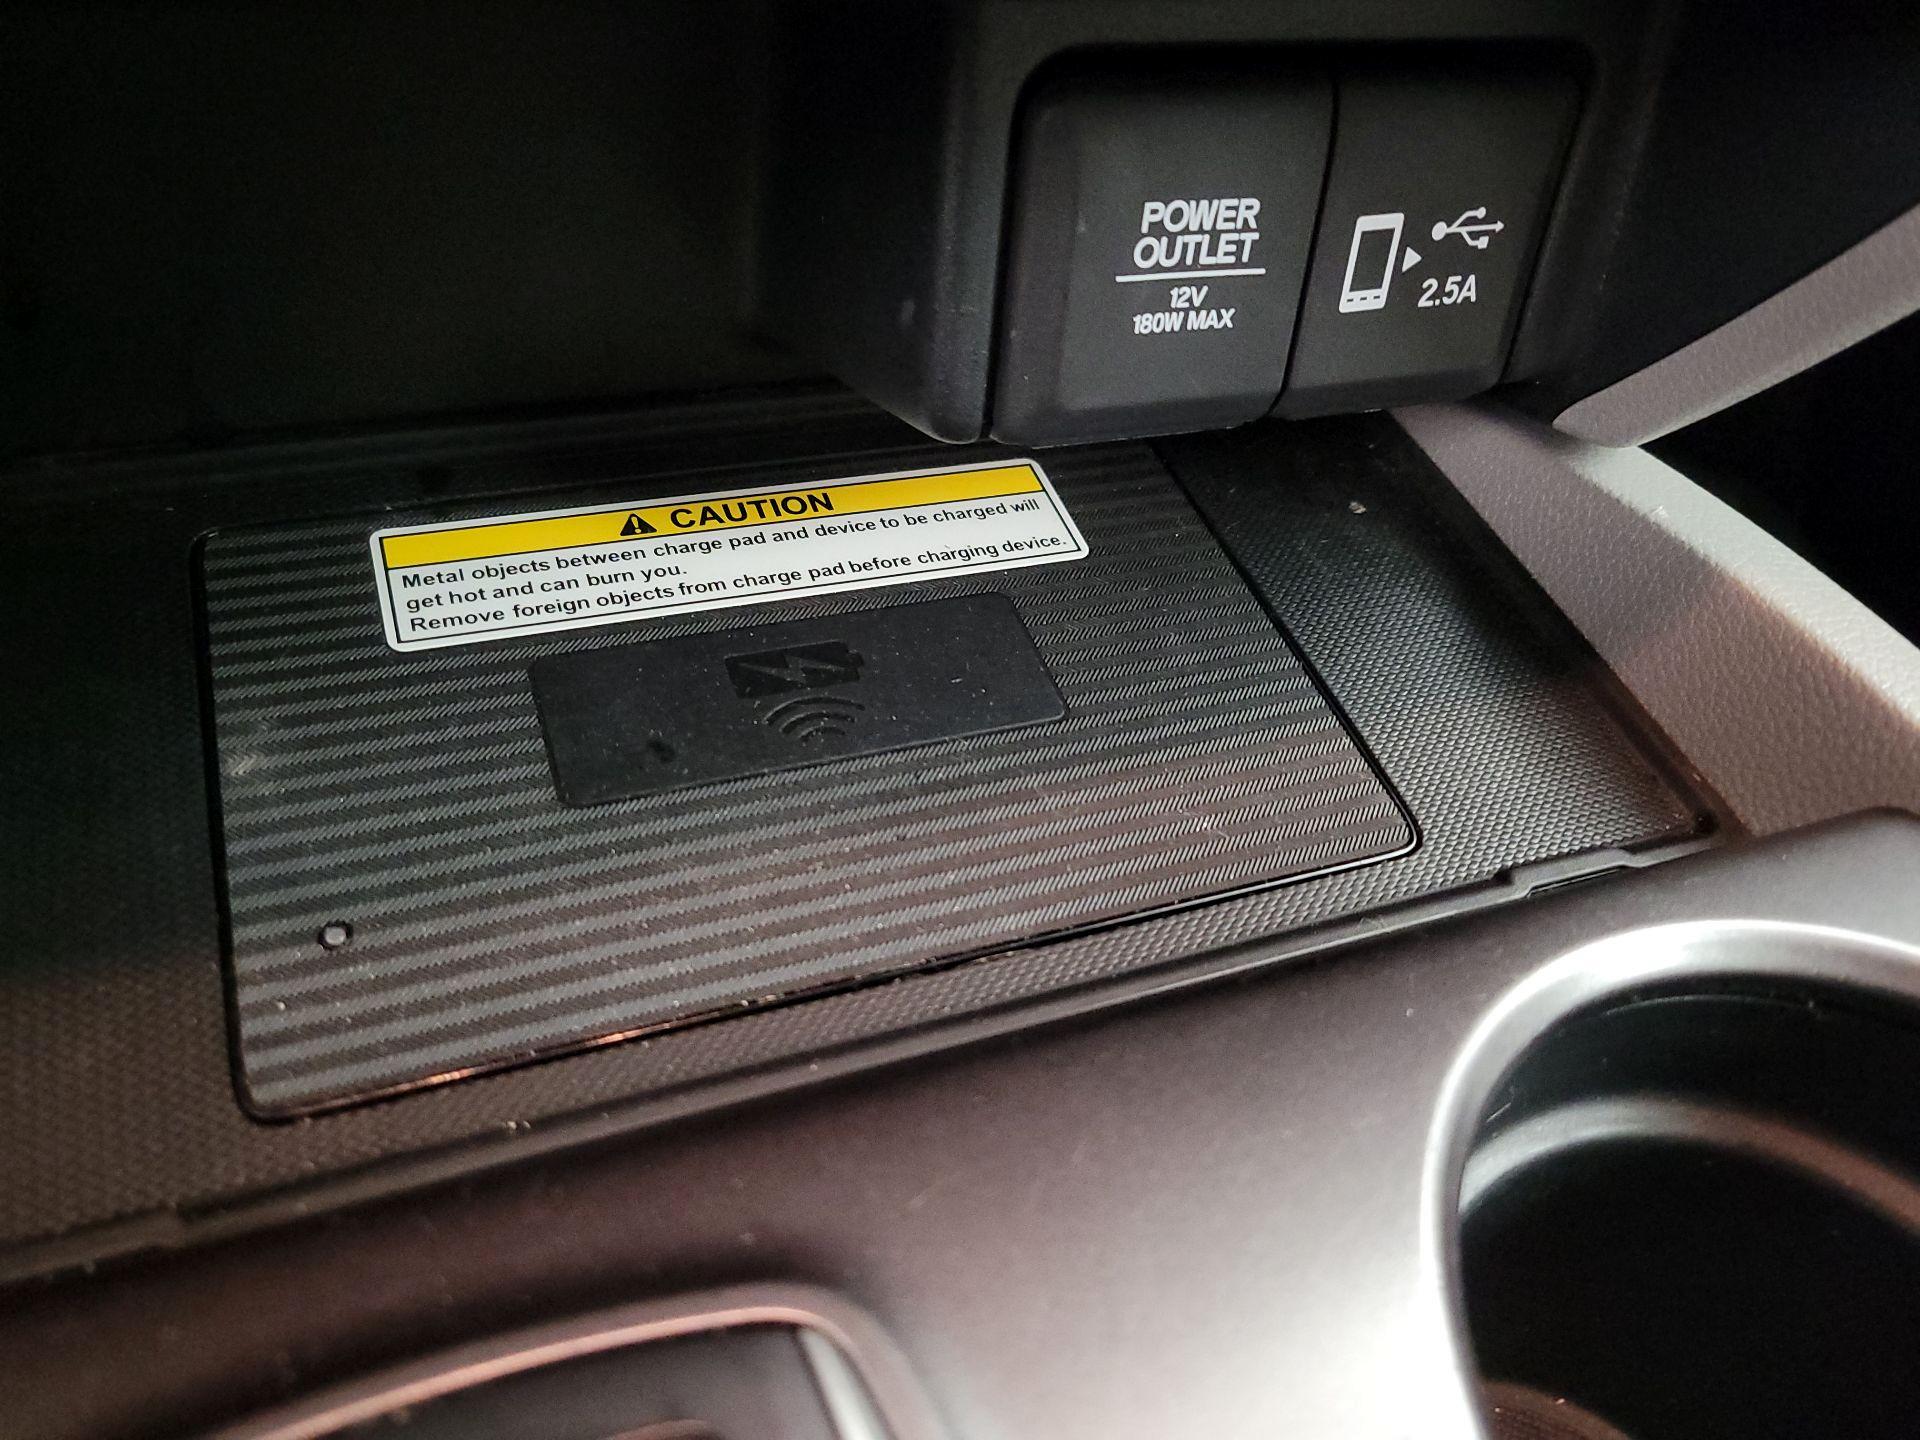 POWER
OUTLET
12V
180W MAX
2.5A
CAUTION
Metal objects between charge pad and device to be charged will
get hot and can burn you.
Remove foreign objects from charge pad before charging device.